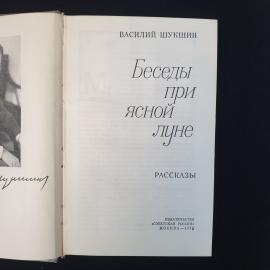 ВАСИЛИЙ ШУКШИН
Беседы
при
ясной
луне
РАССКАЗЫ
ИЗДАТЕЛЬСТВО
«СОВЕТСКАЯ РОССИЯ»
МОСКВА—1974